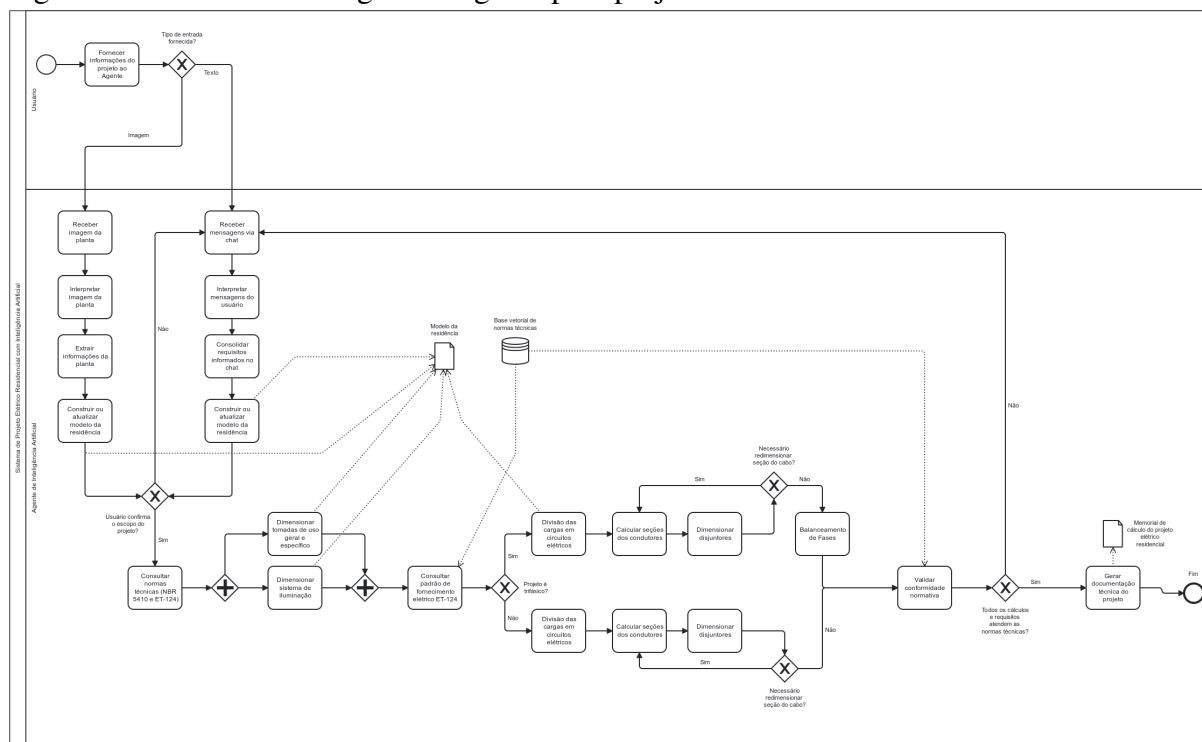 Sistema de Projeto Elétrico Residencial com Inteligência Artificial
Usuário
Fornecer
informações do
projeto ao
Agente
Tipo de entrada
fornecida?
Texto
Imagem
Agente de Inteligência Artificial
Receber
imagem da
planta
Interpretar
imagem da
planta
Extrair
informações da
planta
Construir ou
atualizar
modelo da
residência
Receber
mensagens via
chat
Interpretar
mensagens do
usuário
Consolidar
requisitos
informados no
chat
Construir ou
atualizar
modelo da
residência
Não
Usuário confirma
o escopo do
projeto?
Sim
Modelo da
residência
Base vetorial de
normas técnicas
Consultar
normas
técnicas (NBR
5410 e ET-124)
Dimensionar
tomadas de uso
geral e
específico
Dimensionar
sistema de
iluminação
Consultar
padrão de
fornecimento
elétrico ET-124
Projeto é
trifásico?
Sim
Não
Divisão das
cargas em
circuitos
elétricos
Calcular seções
dos condutores
Dimensionar
disjuntores
Necessário
redimensionar
seção do cabo?
Sim
Não
Balanceamento
de Fases
Divisão das
cargas em
circuitos
elétricos
Calcular seções
dos condutores
Dimensionar
disjuntores
Sim
Não
Necessário
redimensionar
seção do cabo?
Validar
conformidade
normativa
Não
Sim
Todos os cálculos
e requisitos
atendem as
normas técnicas?
Memorial de
cálculo do projeto
elétrico
residencial
Gerar
documentação
técnica do
projeto
Fim